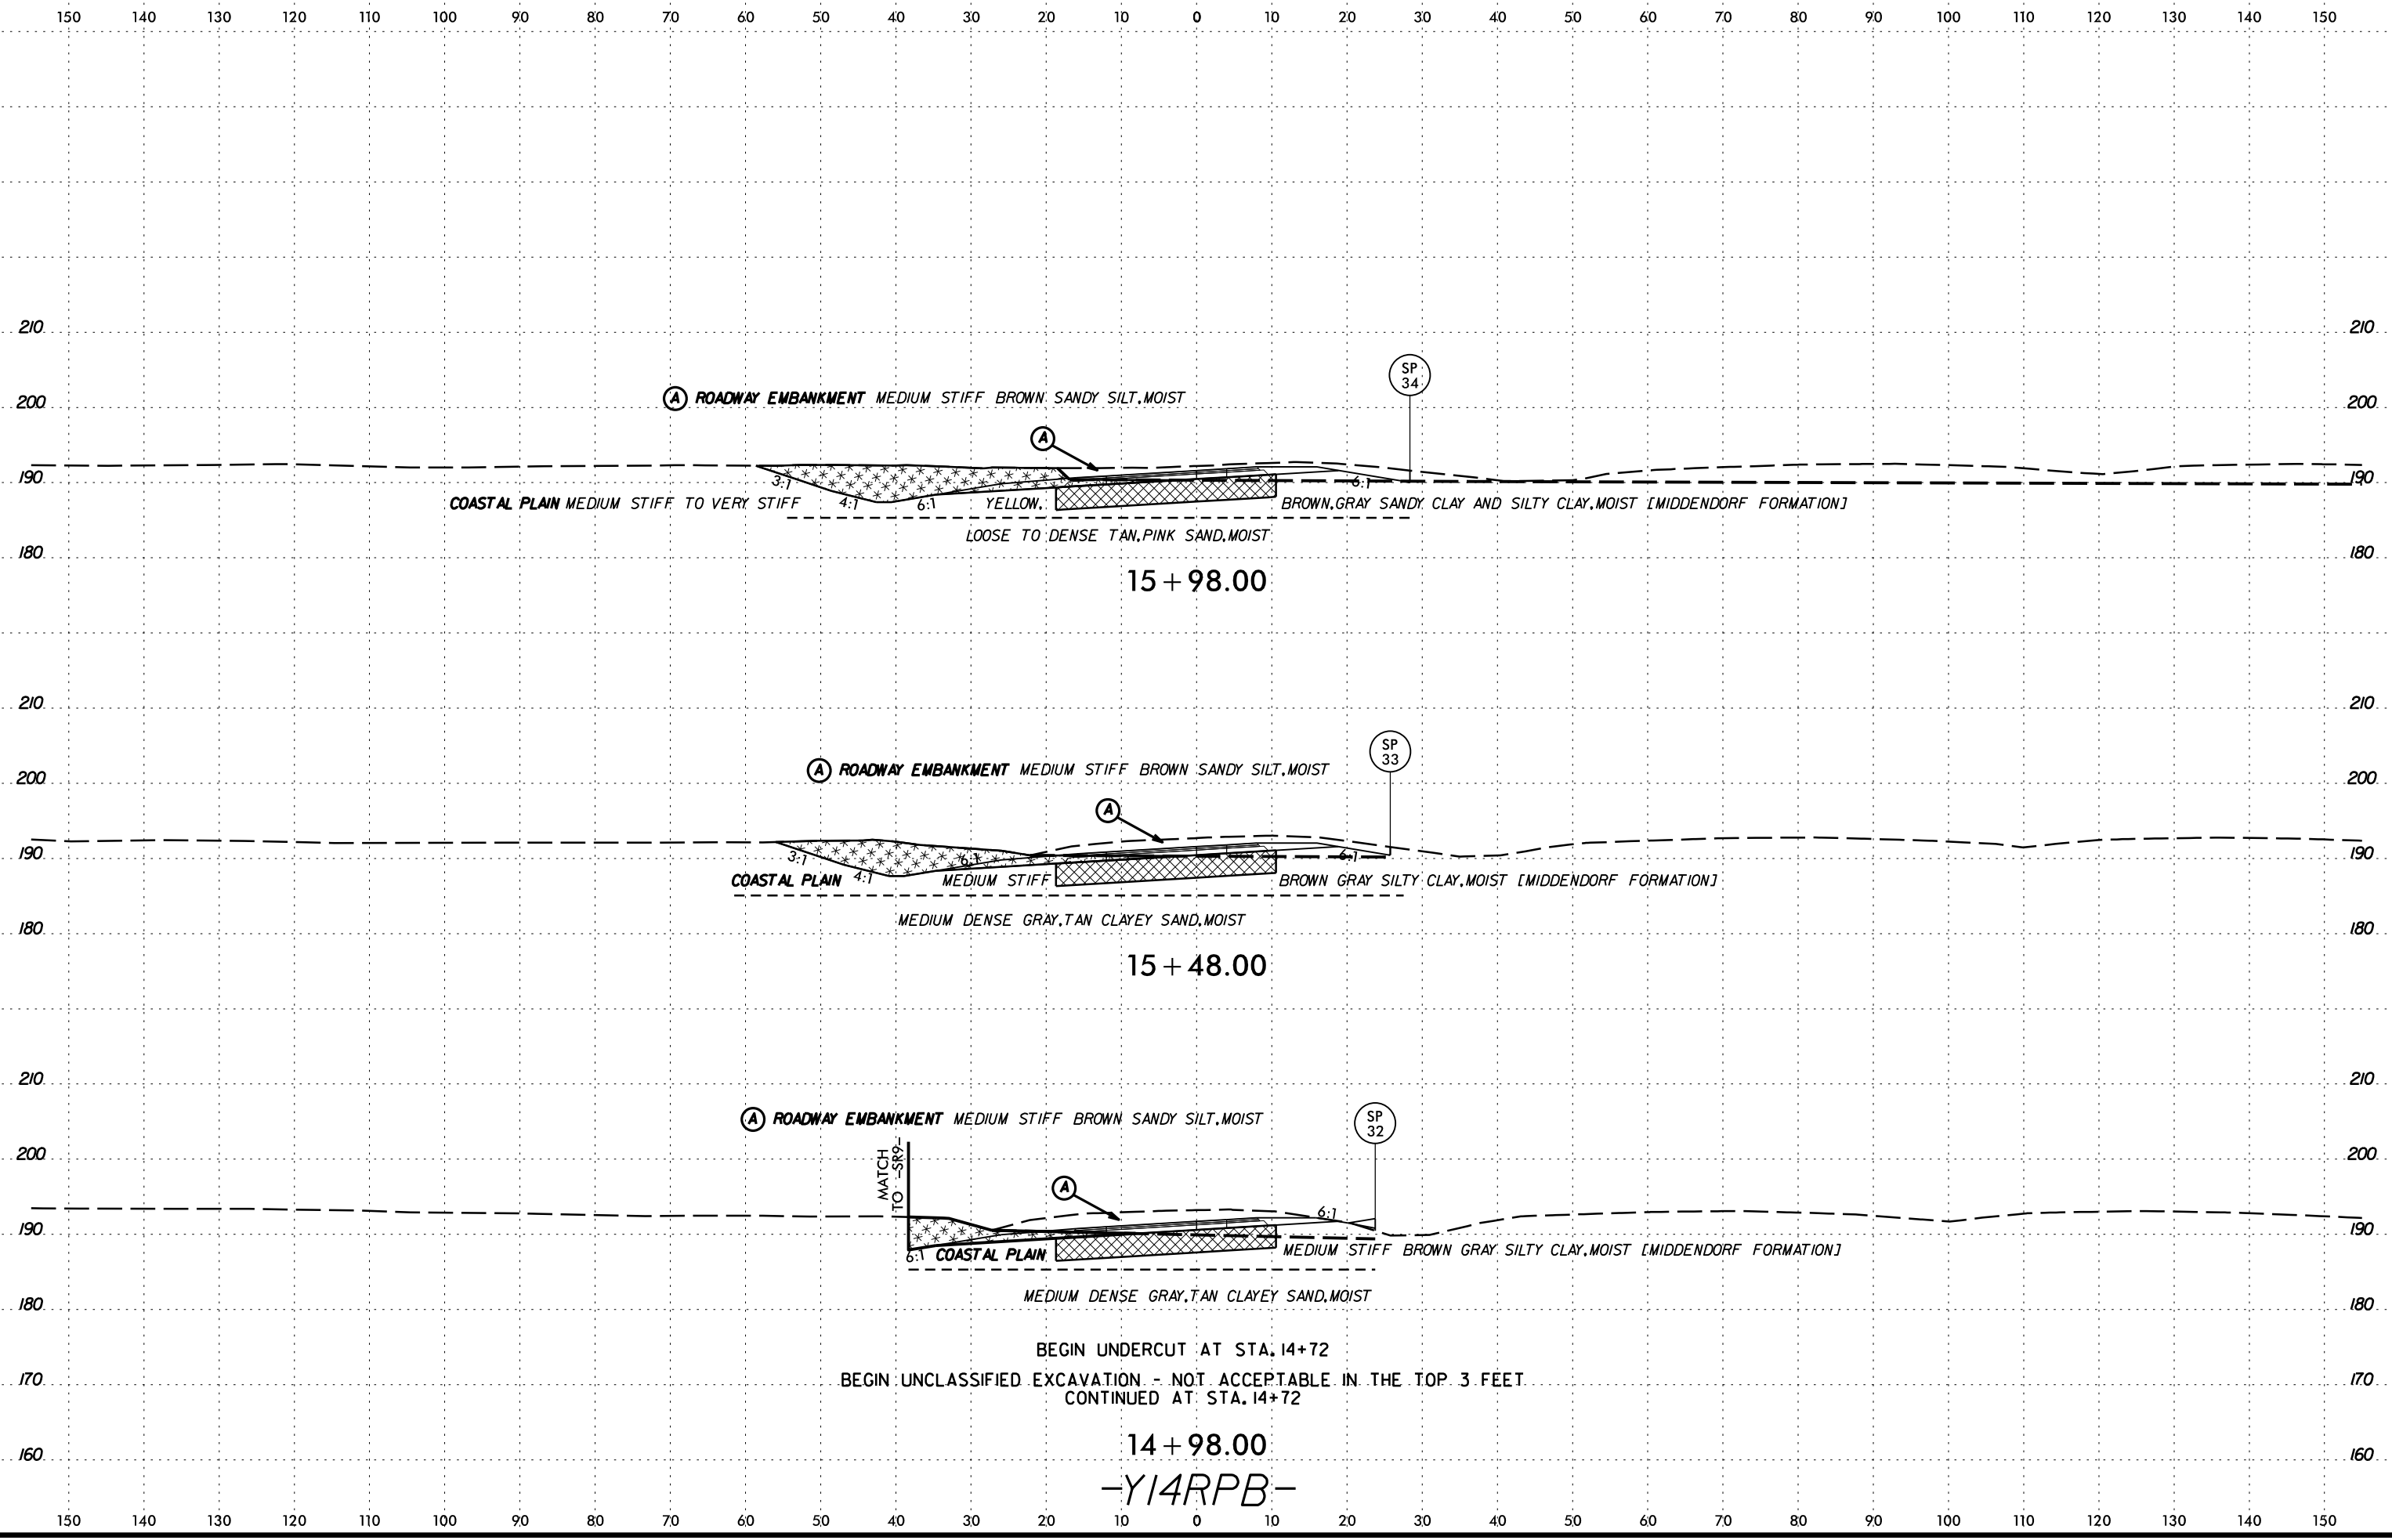 150 140 130 120 110 100 90 80 70 60 50 40 30 20 10 0 10 20 30 40 50 60 70 80 90 100 110 120 130 140 150
210 210
SP
34
A ROADWAY EMBANKMENT MEDIUM STIFF BROWN SANDY SILT, MOIST
200 200
A
190 190
3:1
4:1
6:1
6:1
COASTAL PLAIN MEDIUM STIFF TO VERY STIFF YELLOW, BROWN, GRAY SANDY CLAY AND SILTY CLAY, MOIST [MIDDENDORF FORMATION]
LOOSE TO DENSE TAN, PINK SAND, MOIST
180 180
15+98.00
210 210
SP
33
A ROADWAY EMBANKMENT MEDIUM STIFF BROWN SANDY SILT, MOIST
200 200
A
190 190
3:1
4:1
6:1
6:1
COASTAL PLAIN MEDIUM STIFF BROWN GRAY SILTY CLAY, MOIST [MIDDENDORF FORMATION]
MEDIUM DENSE GRAY, TAN CLAYEY SAND, MOIST
180 180
15+48.00
210 210
SP
32
A ROADWAY EMBANKMENT MEDIUM STIFF BROWN SANDY SILT, MOIST
MATCH
TO -SR9-
200 200
A
6:1
190 190
6:1
COASTAL PLAIN MEDIUM STIFF BROWN GRAY SILTY CLAY, MOIST [MIDDENDORF FORMATION]
MEDIUM DENSE GRAY, TAN CLAYEY SAND, MOIST
180 180
BEGIN UNDERCUT AT STA. 14+72
170 170
BEGIN UNCLASSIFIED EXCAVATION - NOT ACCEPTABLE IN THE TOP 3 FEET
CONTINUED AT STA. 14+72
14+98.00
160 160
-Y14RPB-
150 140 130 120 110 100 90 80 70 60 50 40 30 20 10 0 10 20 30 40 50 60 70 80 90 100 110 120 130 140 150